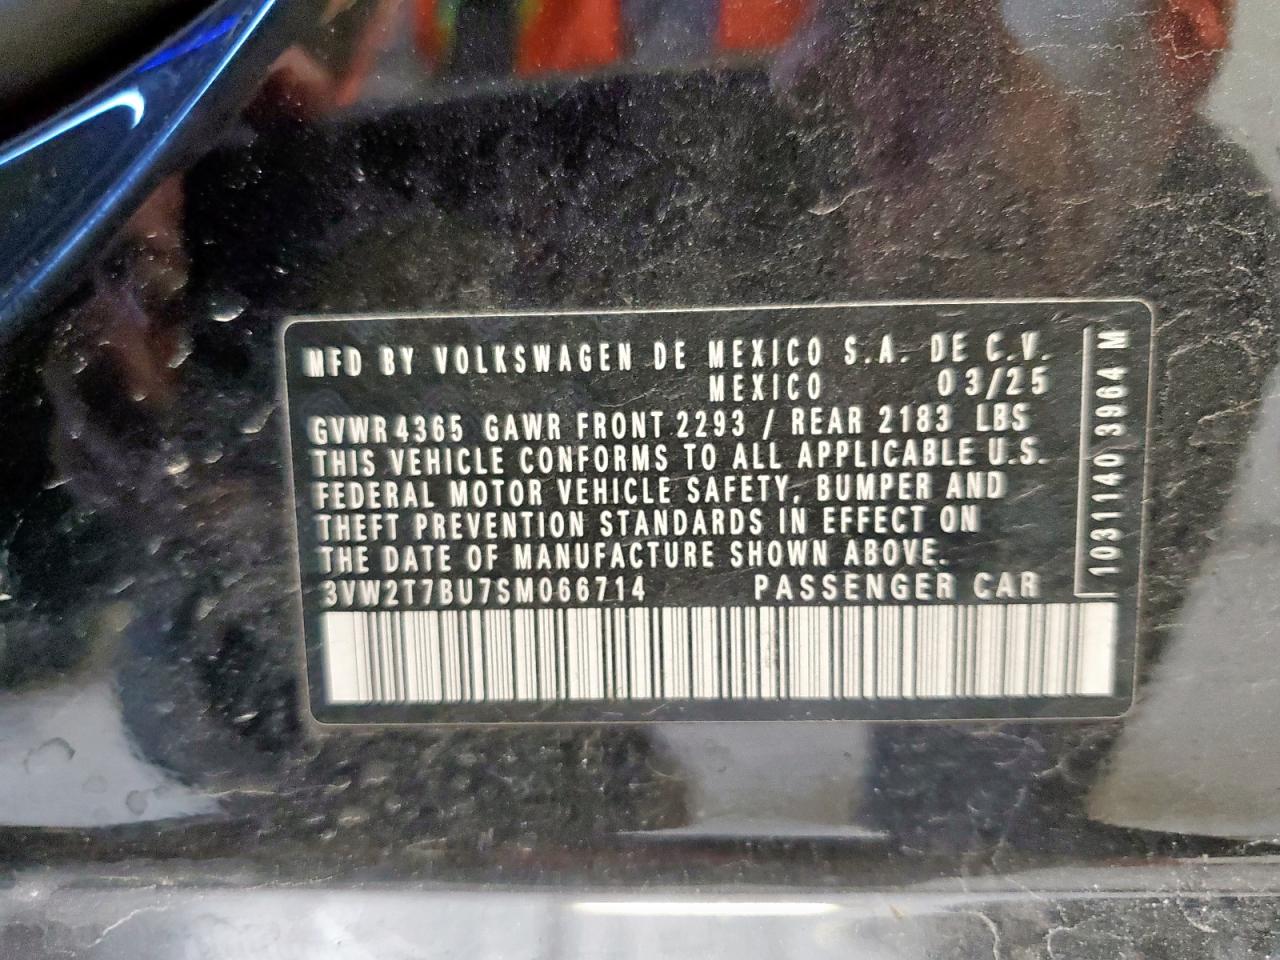 MFD BY VOLKSWAGEN DE MEXICO S.A. DE C.V.
MEXICO 03/25
GVWR 4365 GAWR FRONT 2293 / REAR 2183 LBS
THIS VEHICLE CONFORMS TO ALL APPLICABLE U.S.
FEDERAL MOTOR VEHICLE SAFETY, BUMPER AND
THEFT PREVENTION STANDARDS IN EFFECT ON
THE DATE OF MANUFACTURE SHOWN ABOVE.
3VW2T7BU7SM066714 PASSENGER CAR
1031140 3964 M